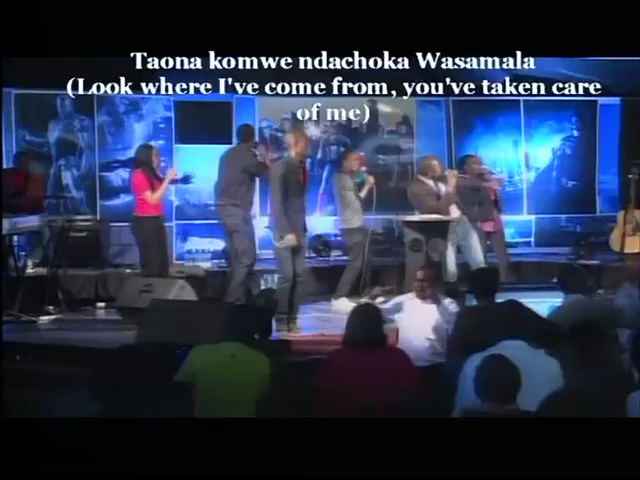 Taona komwe ndachoka Wasamala
(Look where I've come from, you've taken care
of me)